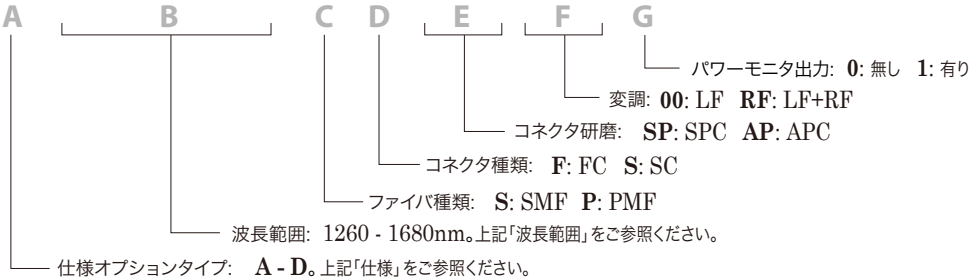 A B C D E F G
パワーモニタ出力: 0: 無し 1: 有り
変調: 00: LF RF: LF+RF
コネクタ研磨: SP: SPC AP: APC
コネクタ種類: F: FC S: SC
ファイバ種類: S: SMF P: PMF
波長範囲: 1260 - 1680nm。上記「波長範囲」をご参照ください。
仕様オプションタイプ: A - D。上記「仕様」をご参照ください。